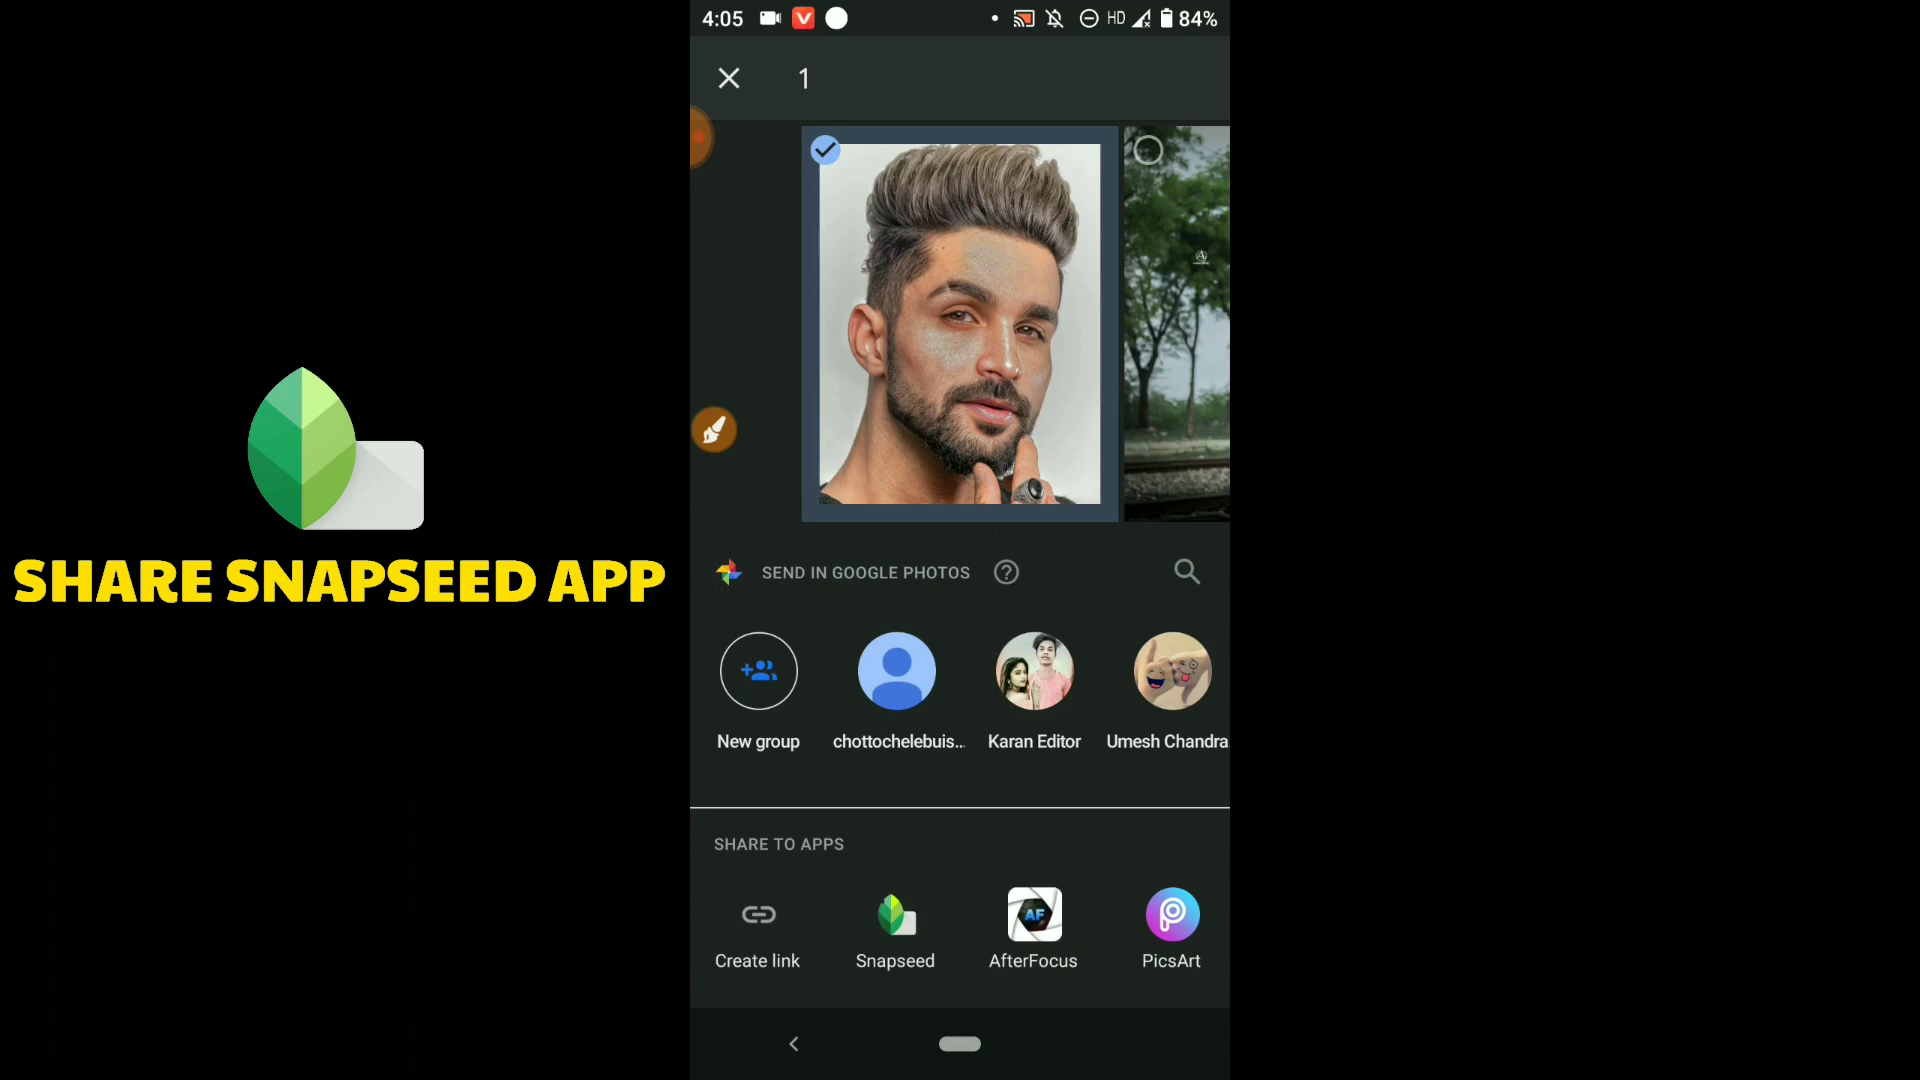 4:05
HD
84%
1
SEND IN GOOGLE PHOTOS
New group
chottochelebuis...
Karan Editor
Umesh Chandra
SHARE TO APPS
AF
Create link
Snapseed
AfterFocus
PicsArt
SHARE SNAPSEED APP